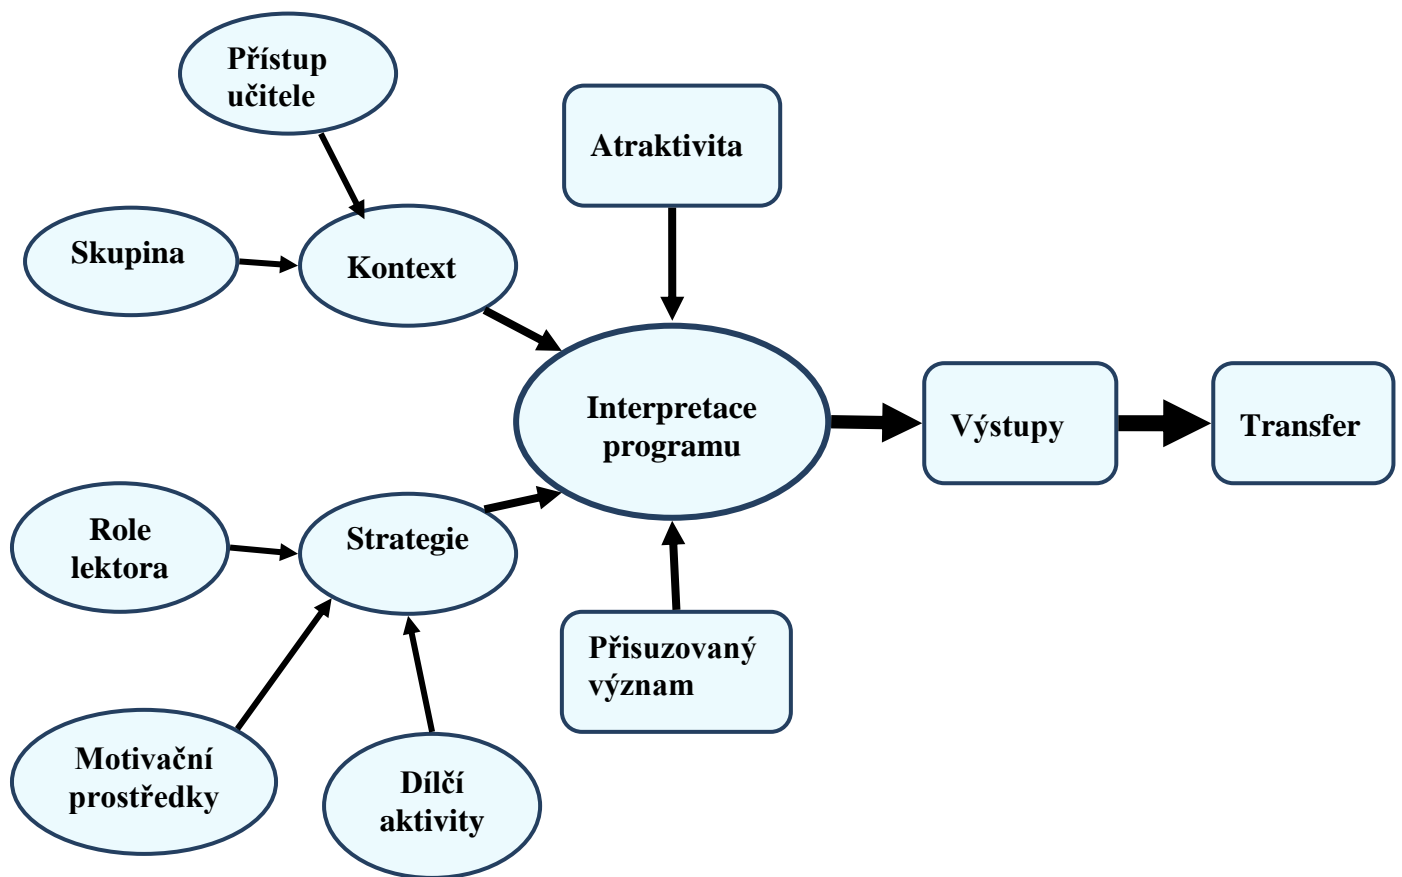 Přístup
učitele
Atraktivita
Skupina
Kontext
Interpretace
programu
Výstupy
Transfer
Role
lektora
Strategie
Přisuzovaný
význam
Motivační
prostředky
Dílčí
aktivity